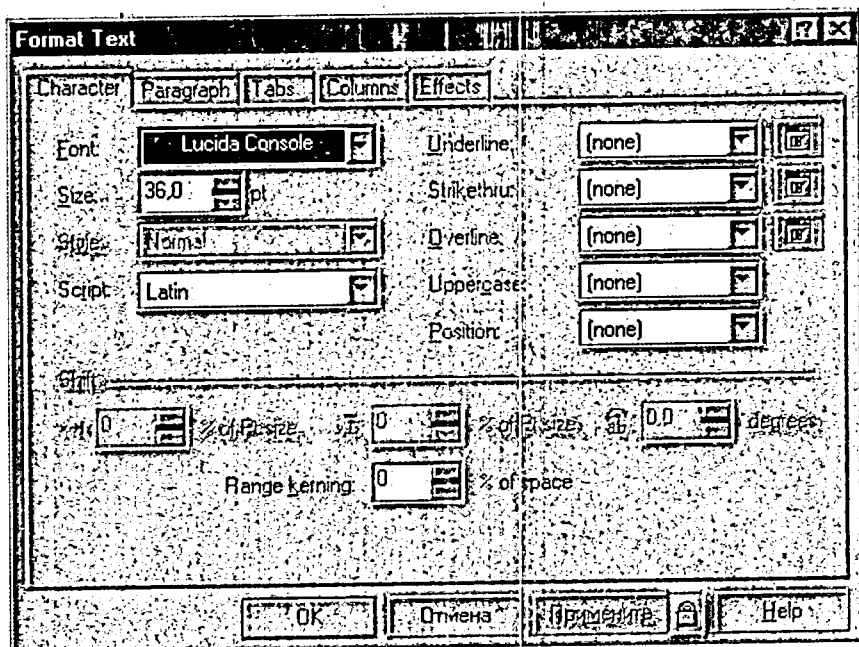 Format Text
Character Paragraph Tabs Columns Effects
Font: Lucida Console Underline: (none)
Size: 36,0 pt Strikethru: (none)
Style: Normal Overline: (none)
Script: Latin Uppercase: (none)
Position: (none)
Shift
0 % of Pt.size 0 % of Pt.size ab 0,0 degrees
Range kerning: 0 % of space
OK Отмена Применить Help